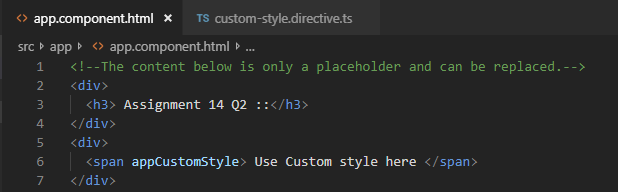 app.component.html × TS custom-style.directive.ts
src > app > app.component.html > ...
1 <!--The content below is only a placeholder and can be replaced.-->
2 <div>
3 <h3> Assignment 14 Q2 ::</h3>
4 </div>
5 <div>
6 <span appCustomStyle> Use Custom style here </span>
7 </div>